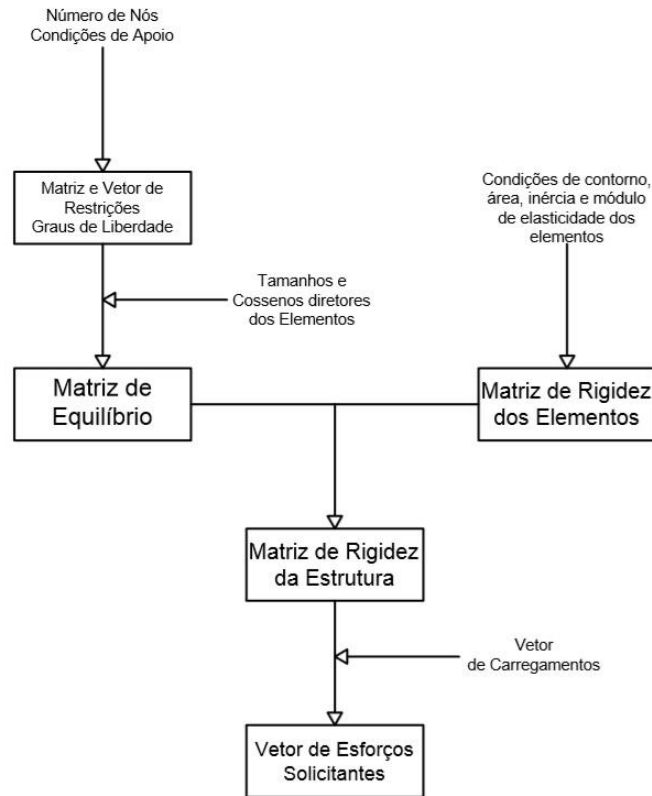 Número de Nós
Condições de Apoio
Matriz e Vetor de
Restrições
Graus de Liberdade
Condições de contorno,
área, inércia e módulo
de elasticidade dos
elementos
Tamanhos e
Cossenos diretores
dos Elementos
Matriz de
Equilíbrio
Matriz de Rigidez
dos Elementos
Matriz de Rigidez
da Estrutura
Vetor
de Carregamentos
Vetor de Esforços
Solicitantes